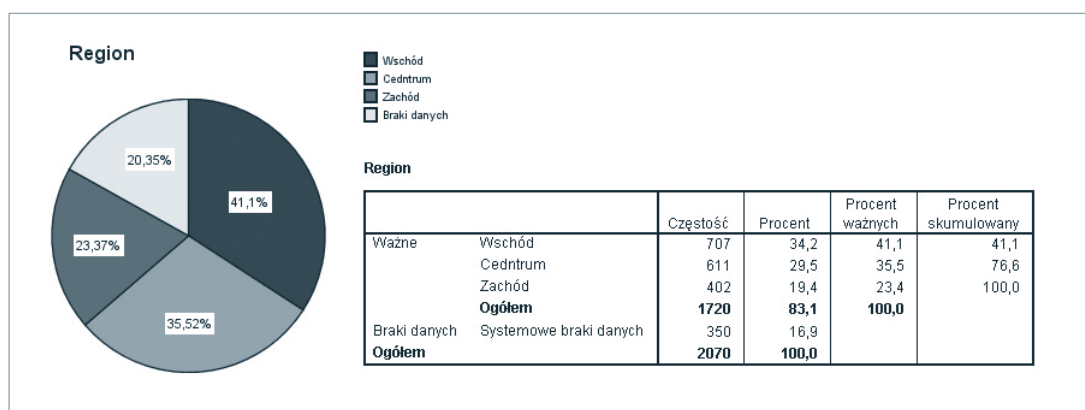 Region
Wschód
Cedntrum
Zachód
Braki danych
20,35%
41,1%
23,37%
35,52%
Region
Częstość Procent Procent ważnych Procent skumulowany
Ważne Wschód 707 34,2 41,1 41,1
Cedntrum 611 29,5 35,5 76,6
Zachód 402 19,4 23,4 100,0
Ogółem 1720 83,1 100,0
Braki danych Systemowe braki danych 350 16,9
Ogółem 2070 100,0